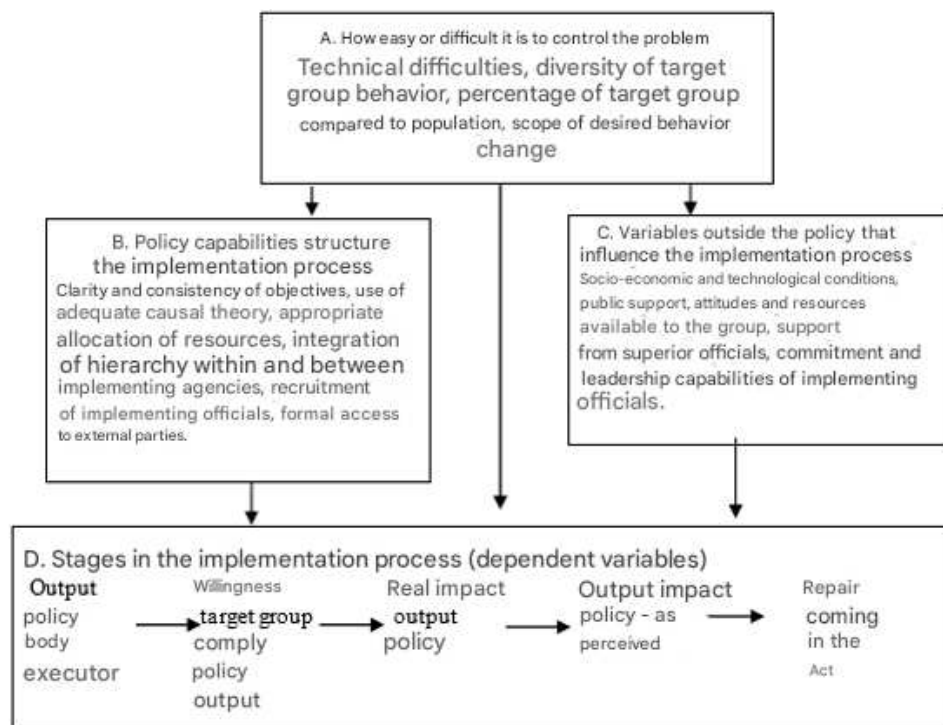 A. How easy or difficult it is to control the problem
Technical difficulties, diversity of target
group behavior, percentage of target group
compared to population, scope of desired behavior
change
B. Policy capabilities structure
the implementation process
Clarity and consistency of objectives, use of
adequate causal theory, appropriate
allocation of resources, integration
of hierarchy within and between
implementing agencies, recruitment
of implementing officials, formal access
to external parties.
C. Variables outside the policy that
influence the implementation process
Socio-economic and technological conditions,
public support, attitudes and resources
available to the group, support
from superior officials, commitment and
leadership capabilities of implementing
officials.
D. Stages in the implementation process (dependent variables)
Output
policy
body
executor
Willingness
target group
comply
policy
output
Real impact
output
policy
Output impact
policy - as
perceived
Repair
coming
in the
Act